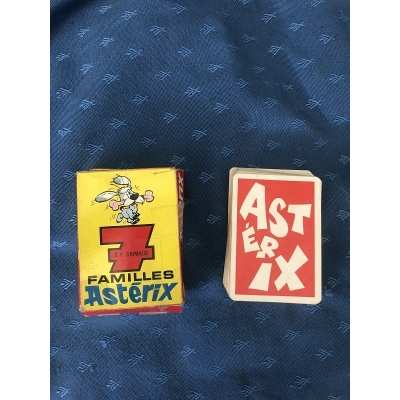 7
FAMILLES
Astérix
AST
ÉR
IX